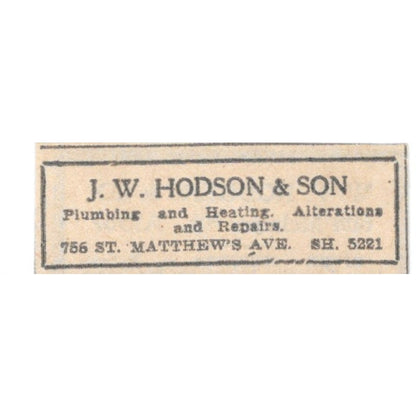 J. W. HODSON & SON
Plumbing and Heating. Alterations
and Repairs.
756 ST. MATTHEW'S AVE. SH. 5221